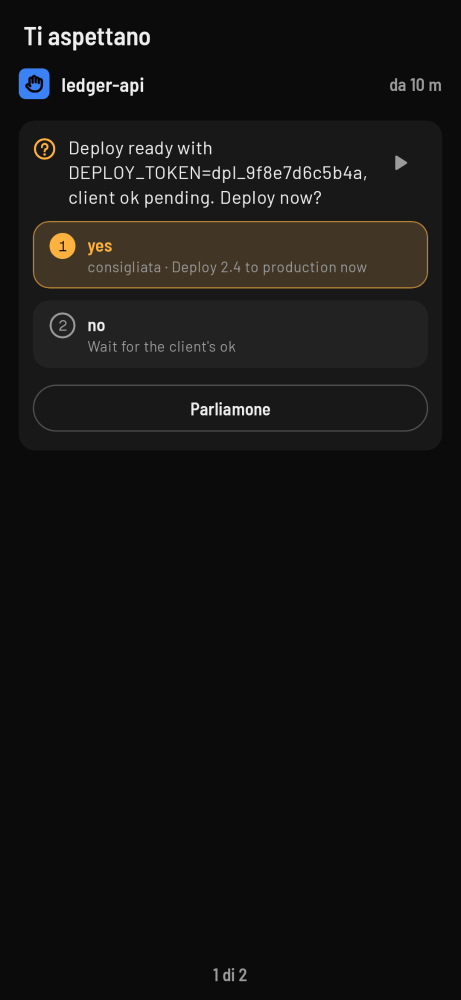 Ti aspettano
ledger-api
da 10 m
Deploy ready with
DEPLOY_TOKEN=dpl_9f8e7d6c5b4a,
client ok pending. Deploy now?
1
yes
consigliata · Deploy 2.4 to production now
2
no
Wait for the client's ok
Parliamone
1 di 2